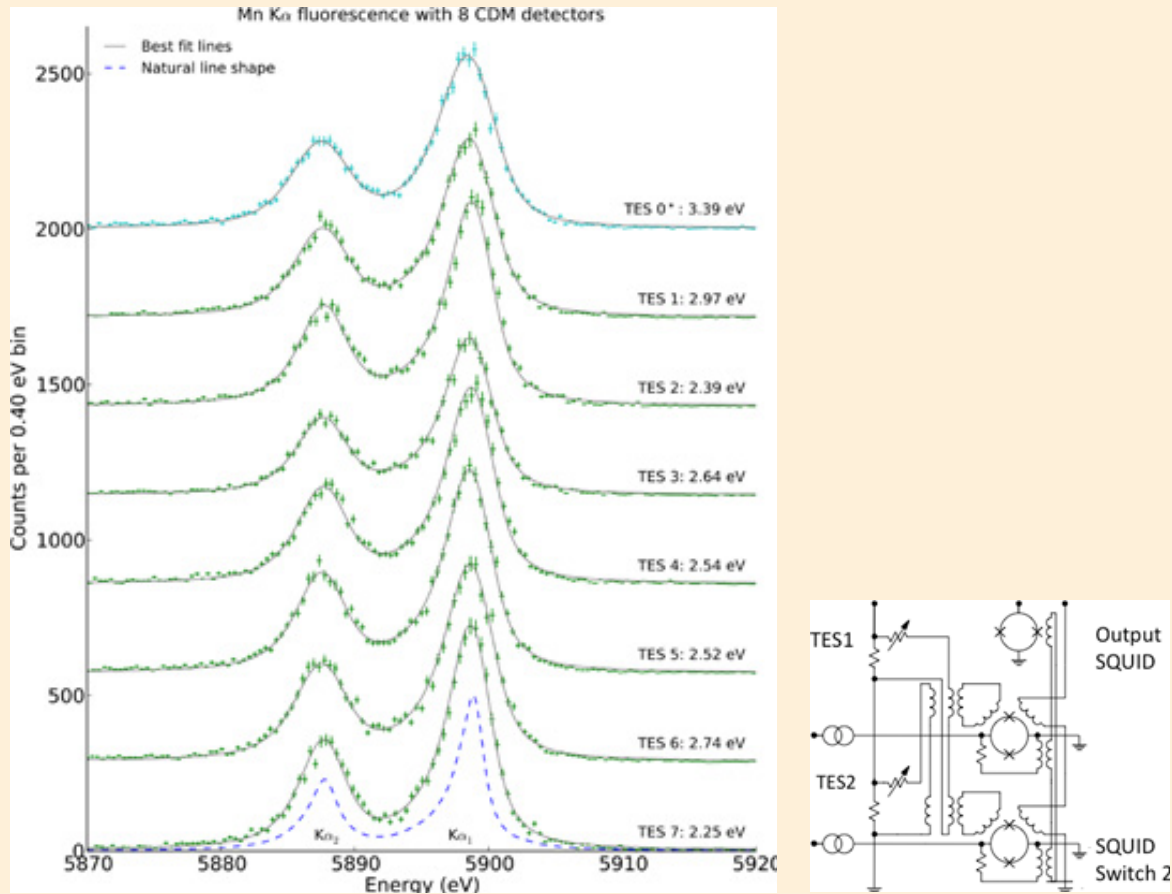 Mn Kα fluorescence with 8 CDM detectors
Best fit lines
Natural line shape
2500
2000
1500
1000
500
0
Counts per 0.40 eV bin
TES 0⁺: 3.39 eV
TES 1: 2.97 eV
TES 2: 2.39 eV
TES 3: 2.64 eV
TES 4: 2.54 eV
TES 5: 2.52 eV
TES 6: 2.74 eV
TES 7: 2.25 eV
Kα₂
Kα₁
5870
5880
5890
5900
5910
5920
Energy (eV)
TES1
Output
SQUID
TES2
SQUID
Switch 2